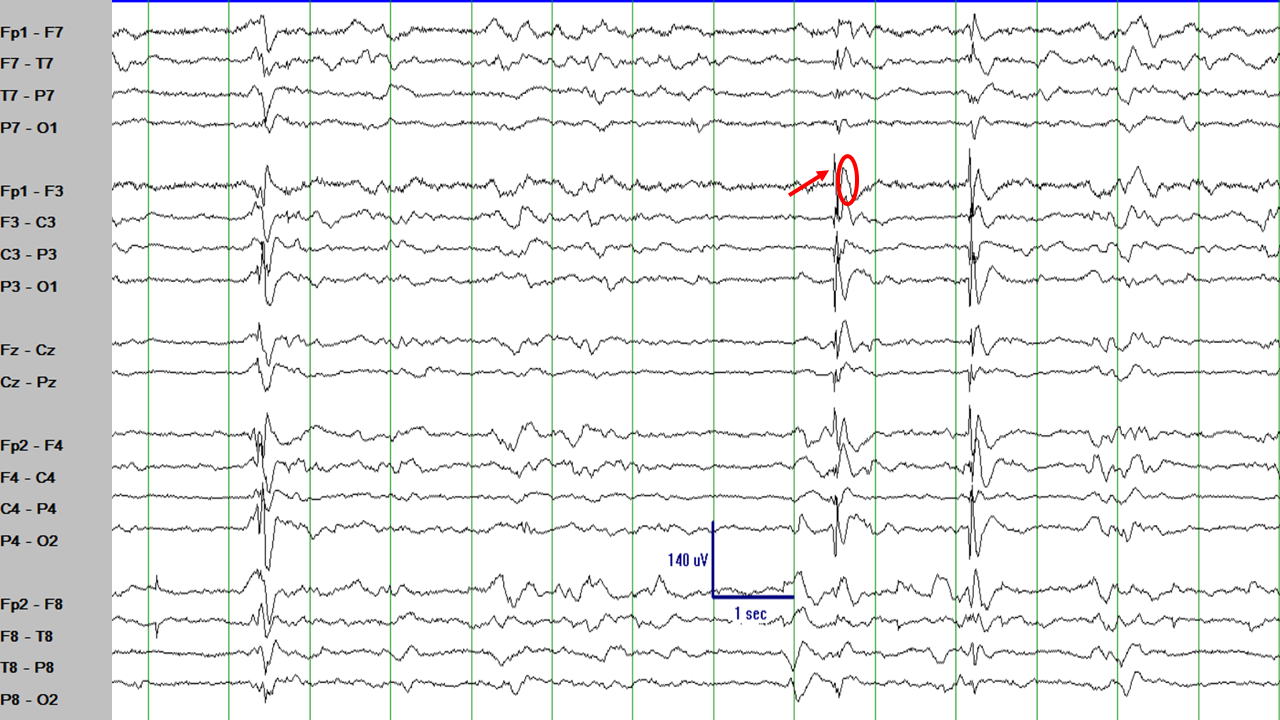 Fp1 - F7
F7 - T7
T7 - P7
P7 - O1
Fp1 - F3
F3 - C3
C3 - P3
P3 - O1
Fz - Cz
Cz - Pz
Fp2 - F4
F4 - C4
C4 - P4
P4 - O2
140 uV
1 sec
Fp2 - F8
F8 - T8
T8 - P8
P8 - O2